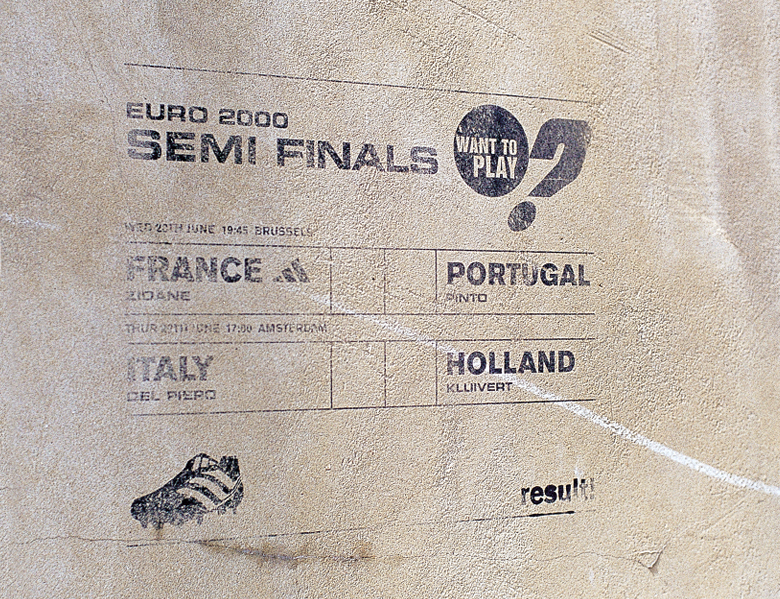 EURO 2000
SEMI FINALS
WANT TO
PLAY
?
WED 28TH JUNE 19:45 BRUSSELS
FRANCE PORTUGAL
ZIDANE PINTO
THUR 29TH JUNE 17:00 AMSTERDAM
ITALY HOLLAND
DEL PIERO KLUIVERT
result!